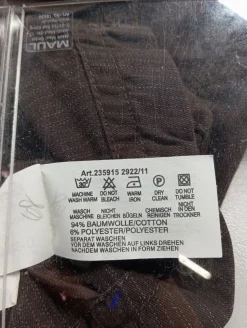 MAUL
Art.235915 2922/11
MACHINE WASH WARM
DO NOT BLEACH
WARM IRON
DRY CLEAN
DO NOT TUMBLE
WASCH MASCHINE
NICHT BLEICHEN
WARM BÜGELN
CHEMISCH REINIGEN
NICHT IN TROMMEL TROCKNER
94% BAUMWOLLE/COTTON
6% POLYESTER/POLYESTER
SEPARAT WASCHEN
VOR DEM WASCHEN AUF LINKS DREHEN
NACHDEM WASCHEN IN FORM ZIEHEN